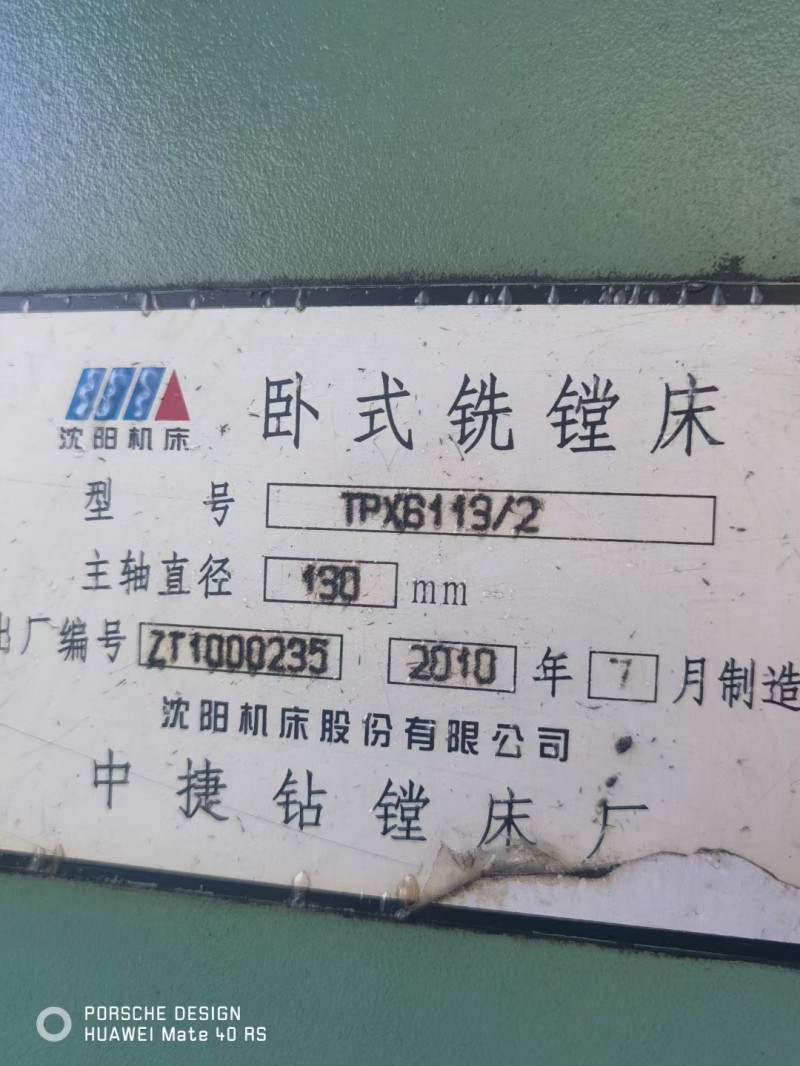 沈阳机床
卧式铣镗床
型 号 TPX6113/2
主轴直径 130 mm
出厂编号 ZT1000235 2010 年 7 月制造
沈阳机床股份有限公司
中捷钻镗床厂
PORSCHE DESIGN
HUAWEI Mate 40 RS